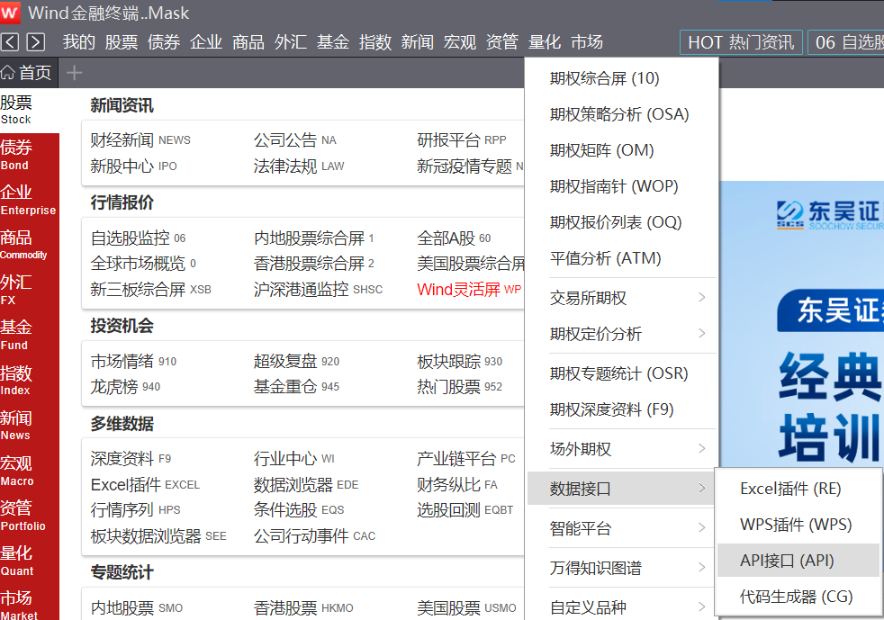 W Wind金融终端..Mask
我的 股票 债券 企业 商品 外汇 基金 指数 新闻 宏观 资管 量化 市场 HOT 热门资讯 06 自选股
首页
股票
Stock
债券
Bond
企业
Enterprise
商品
Commodity
外汇
FX
基金
Fund
指数
Index
新闻
News
宏观
Macro
资管
Portfolio
量化
Quant
市场
Market
新闻资讯
财经新闻 NEWS 公司公告 NA 研报平台 RPP
新股中心 IPO 法律法规 LAW 新冠疫情专题 N
行情报价
自选股监控 06 内地股票综合屏 1 全部A股 60
全球市场概览 0 香港股票综合屏 2 美国股票综合屏
新三板综合屏 XSB 沪深港通监控 SHSC Wind灵活屏 WP
投资机会
市场情绪 910 超级复盘 920 板块跟踪 930
龙虎榜 940 基金重仓 945 热门股票 952
多维数据
深度资料 F9 行业中心 WI 产业链平台 PC
Excel插件 EXCEL 数据浏览器 EDE 财务纵比 FA
行情序列 HPS 条件选股 EQS 选股回测 EQBT
板块数据浏览器 SEE 公司行动事件 CAC
专题统计
内地股票 SMO 香港股票 HKMO 美国股票 USMO
期权综合屏 (10)
期权策略分析 (OSA)
期权矩阵 (OM)
期权指南针 (WOP)
期权报价列表 (OQ)
平值分析 (ATM)
交易所期权
期权定价分析
期权专题统计 (OSR)
期权深度资料 (F9)
场外期权
数据接口
智能平台
万得知识图谱
自定义品种
Excel插件 (RE)
WPS插件 (WPS)
API接口 (API)
代码生成器 (CG)
东吴证
SCS SOOCHOW SECUR
东吴证
经典
培训